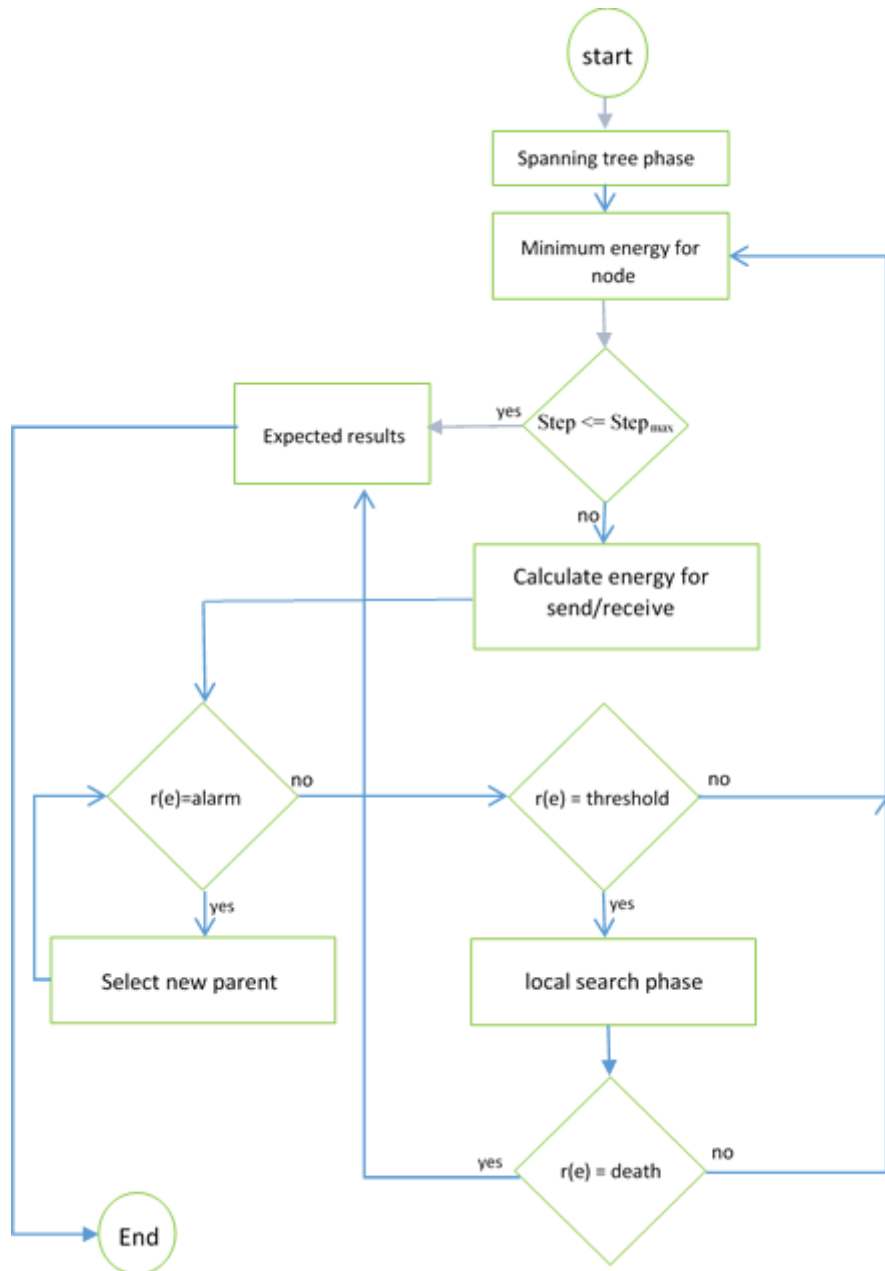 start
Spanning tree phase
Minimum energy for
node
Step <= Stepmax
yes
Expected results
no
Calculate energy for
send/receive
r(e)=alarm
no
r(e) = threshold
no
yes
yes
Select new parent
local search phase
r(e) = death
yes
no
End